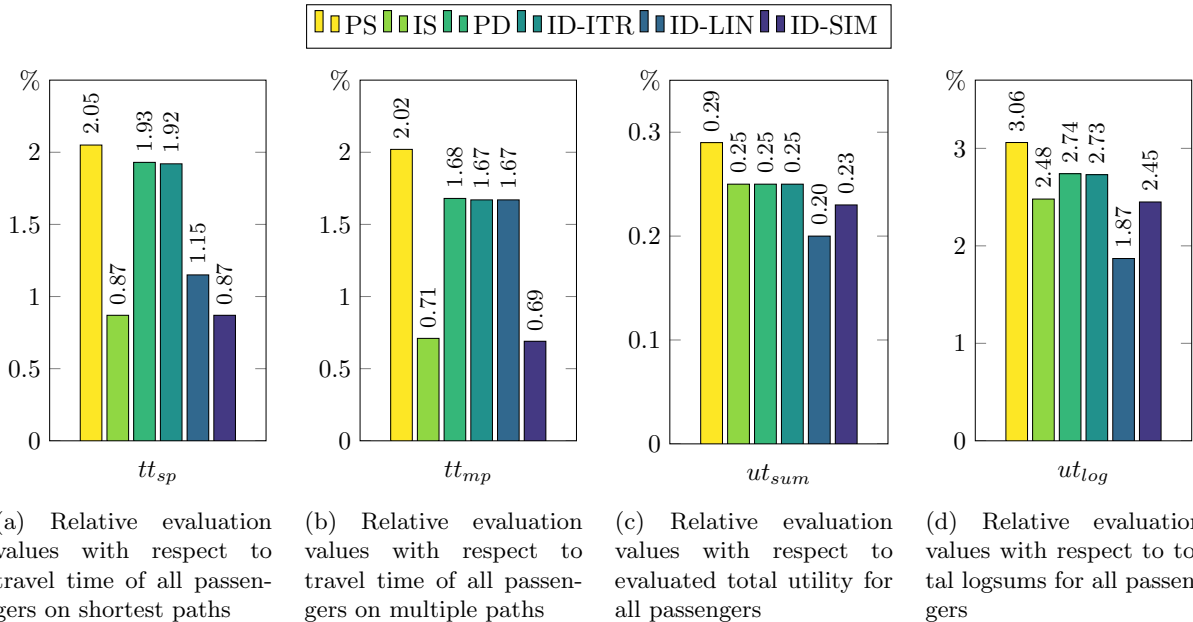 PS IS PD ID-ITR ID-LIN ID-SIM
%
2
1.5
1
0.5
0
2.05
0.87
1.93
1.92
1.15
0.87
tt_sp
(a) Relative evaluation
values with respect to
travel time of all passen-
gers on shortest paths
%
2
1.5
1
0.5
0
2.02
0.71
1.68
1.67
1.67
0.69
tt_mp
(b) Relative evaluation
values with respect to
travel time of all passen-
gers on multiple paths
%
0.3
0.2
0.1
0
0.29
0.25
0.25
0.25
0.20
0.23
ut_sum
(c) Relative evaluation
values with respect to
evaluated total utility for
all passengers
%
3
2
1
0
3.06
2.48
2.74
2.73
1.87
2.45
ut_log
(d) Relative evaluation
values with respect to to-
tal logsums for all passen-
gers